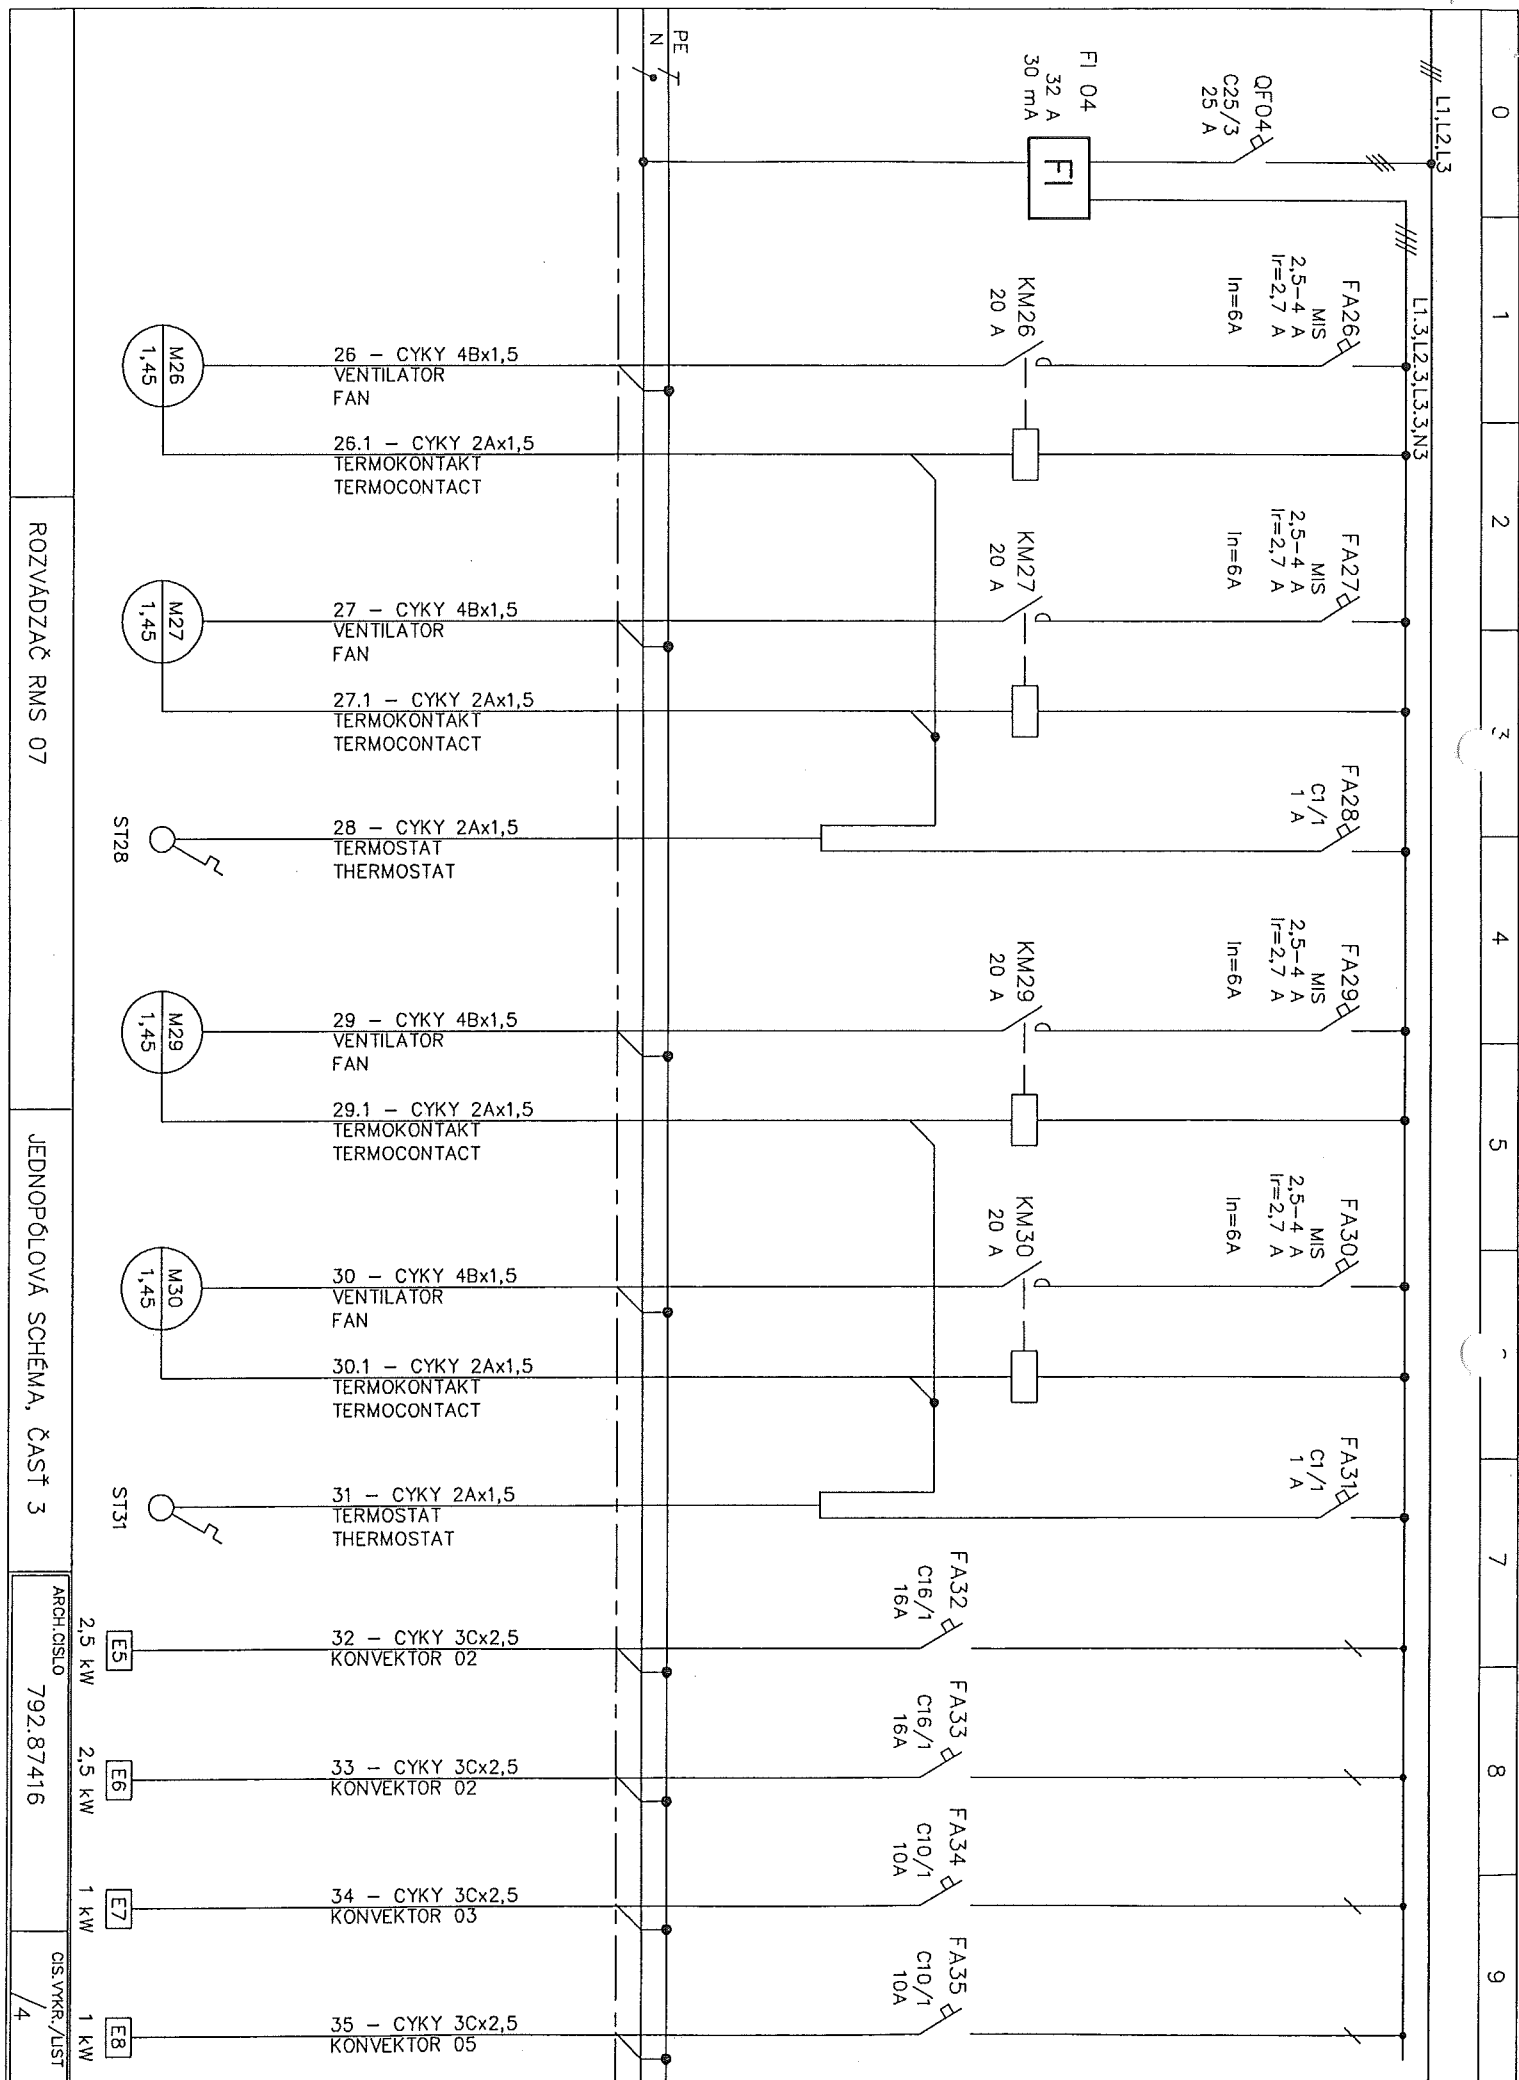 0
1
2
3
4
5
7
8
9
L1,L2,L3
L1.3,L2.3,L3.3,N3
QF04
C25/3
25 A
FI 04
32 A
30 mA
FI
PE
N
FA26
MIS
2,5-4 A
Ir=2,7 A
In=6A
KM26
20 A
26 - CYKY 4Bx1,5
VENTILATOR
FAN
26.1 - CYKY 2Ax1,5
TERMOKONTAKT
TERMOCONTACT
M26
1,45
FA27
MIS
2,5-4 A
Ir=2,7 A
In=6A
KM27
20 A
27 - CYKY 4Bx1,5
VENTILATOR
FAN
27.1 - CYKY 2Ax1,5
TERMOKONTAKT
TERMOCONTACT
M27
1,45
FA28
C1/1
1 A
28 - CYKY 2Ax1,5
TERMOSTAT
THERMOSTAT
ST28
FA29
MIS
2,5-4 A
Ir=2,7 A
In=6A
KM29
20 A
29 - CYKY 4Bx1,5
VENTILATOR
FAN
29.1 - CYKY 2Ax1,5
TERMOKONTAKT
TERMOCONTACT
M29
1,45
FA30
MIS
2,5-4 A
Ir=2,7 A
In=6A
KM30
20 A
30 - CYKY 4Bx1,5
VENTILATOR
FAN
30.1 - CYKY 2Ax1,5
TERMOKONTAKT
TERMOCONTACT
M30
1,45
FA31
C1/1
1 A
31 - CYKY 2Ax1,5
TERMOSTAT
THERMOSTAT
ST31
FA32
C16/1
16A
32 - CYKY 3Cx2,5
KONVEKTOR 02
E5
2,5 kW
FA33
C16/1
16A
33 - CYKY 3Cx2,5
KONVEKTOR 02
E6
2,5 kW
FA34
C10/1
10A
34 - CYKY 3Cx2,5
KONVEKTOR 03
E7
1 kW
FA35
C10/1
10A
35 - CYKY 3Cx2,5
KONVEKTOR 05
E8
1 kW
ROZVÁDZAČ RMS 07
JEDNOPÓLOVÁ SCHÉMA, ČASŤ 3
ARCH.CISLO
792.87416
CIS.VYKR./LIST
/4